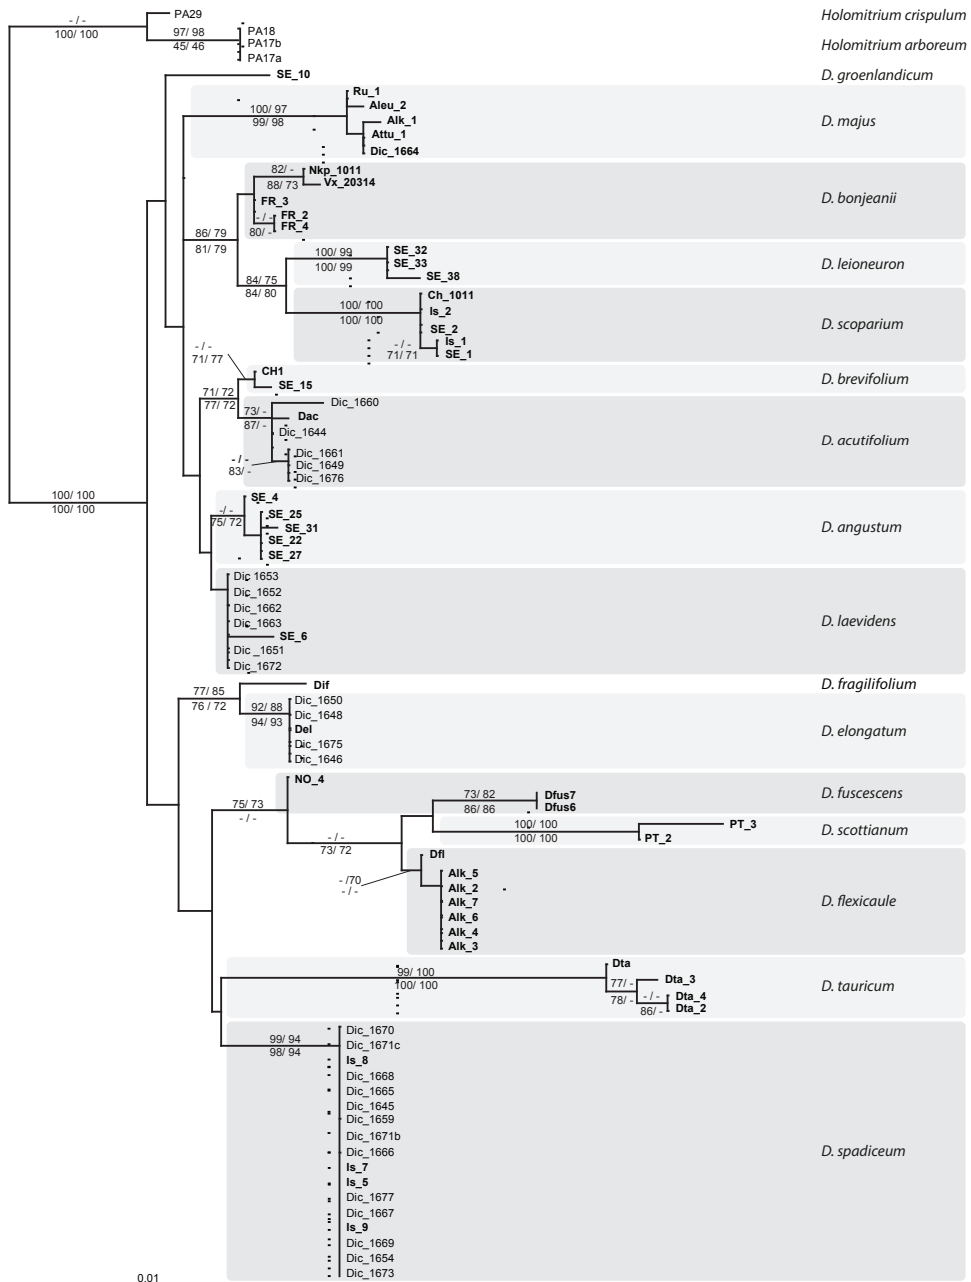 PA29
Holomitrium crispulum
- / -
100/ 100
97/ 98
45/ 46
PA18
PA17b
PA17a
Holomitrium arboreum
SE_10
D. groenlandicum
100/ 97
99/ 98
Ru_1
Aleu_2
Alk_1
Attu_1
Dic_1664
D. majus
86/ 79
81/ 79
82/ -
88/ 73
Nkp_1011
Vx_20314
FR_3
- / -
80/ -
FR_2
FR_4
D. bonjeanii
84/ 75
84/ 80
100/ 99
100/ 99
SE_32
SE_33
SE_38
D. leioneuron
100/ 100
100/ 100
Ch_1011
Is_2
SE_2
- / -
71/ 71
Is_1
SE_1
D. scoparium
- / -
71/ 77
CH1
SE_15
D. brevifolium
71/ 72
77/ 72
73/ -
87/ -
Dic_1660
Dac
Dic_1644
- / -
83/ -
Dic_1661
Dic_1649
Dic_1676
D. acutifolium
100/ 100
100/ 100
-/ -
75/ 72
SE_4
SE_25
SE_31
SE_22
SE_27
D. angustum
Dic 1653
Dic_1652
Dic_1662
Dic_1663
SE_6
Dic _1651
Dic_1672
D. laevidens
77/ 85
76 / 72
Dif
D. fragilifolium
92/ 88
94/ 93
Dic_1650
Dic_1648
Del
Dic_1675
Dic_1646
D. elongatum
75/ 73
- / -
NO_4
73/ 82
86/ 86
Dfus7
Dfus6
D. fuscescens
- / -
73/ 72
100/ 100
100/ 100
PT_3
PT_2
D. scottianum
- /70
- / -
Dfl
Alk_5
Alk_2
Alk_7
Alk_6
Alk_4
Alk_3
D. flexicaule
99/ 100
100/ 100
Dta
77/ -
78/ -
Dta_3
- / -
86/ -
Dta_4
Dta_2
D. tauricum
99/ 94
98/ 94
Dic_1670
Dic_1671c
Is_8
Dic_1668
Dic_1665
Dic_1645
Dic_1659
Dic_1671b
Dic_1666
Is_7
Is_5
Dic_1677
Dic_1667
Is_9
Dic_1669
Dic_1654
Dic_1673
D. spadiceum
0.01